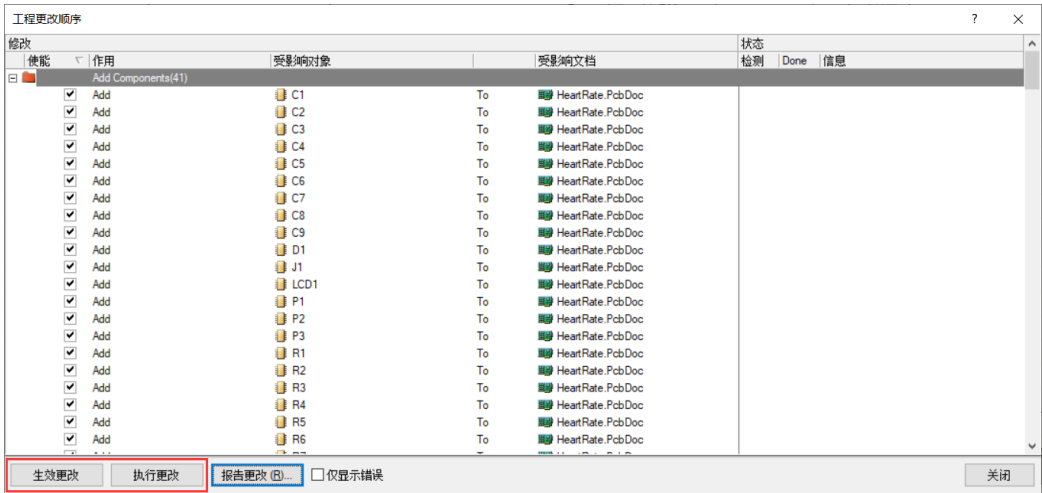 工程更改顺序 ? ×
修改 状态
使能 作用 受影响对象 受影响文档 检测 Done 信息
Add Components(41)
Add C1 To HeartRate.PcbDoc
Add C2 To HeartRate.PcbDoc
Add C3 To HeartRate.PcbDoc
Add C4 To HeartRate.PcbDoc
Add C5 To HeartRate.PcbDoc
Add C6 To HeartRate.PcbDoc
Add C7 To HeartRate.PcbDoc
Add C8 To HeartRate.PcbDoc
Add C9 To HeartRate.PcbDoc
Add D1 To HeartRate.PcbDoc
Add J1 To HeartRate.PcbDoc
Add LCD1 To HeartRate.PcbDoc
Add P1 To HeartRate.PcbDoc
Add P2 To HeartRate.PcbDoc
Add P3 To HeartRate.PcbDoc
Add R1 To HeartRate.PcbDoc
Add R2 To HeartRate.PcbDoc
Add R3 To HeartRate.PcbDoc
Add R4 To HeartRate.PcbDoc
Add R5 To HeartRate.PcbDoc
Add R6 To HeartRate.PcbDoc
生效更改 执行更改 报告更改 (R)... 仅显示错误 关闭